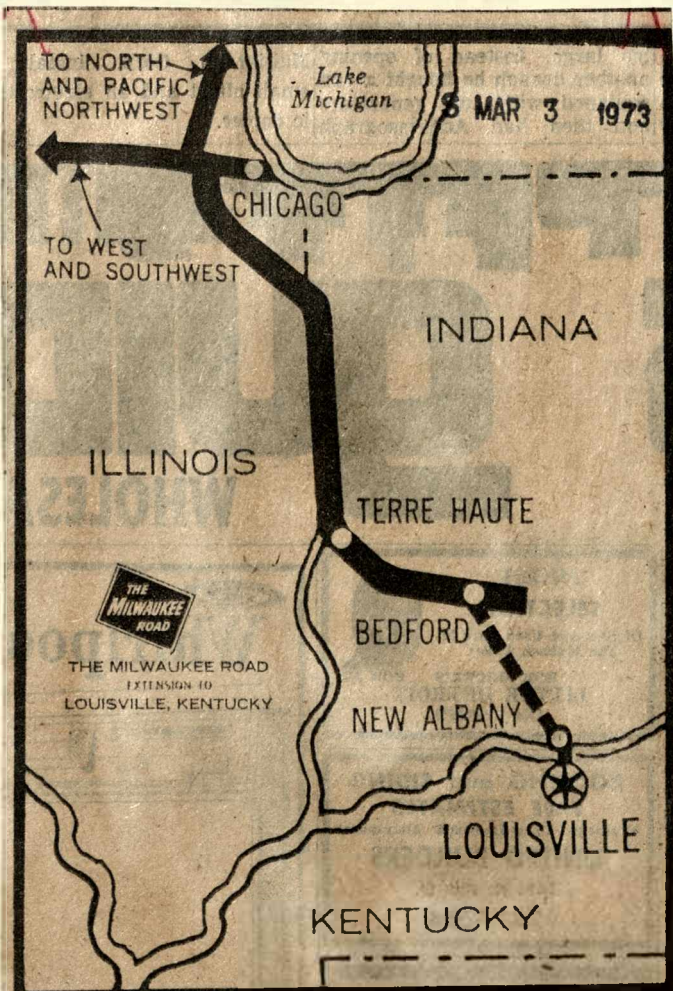 TO NORTH
AND PACIFIC
NORTHWEST
Lake
Michigan
S MAR 3 1973
CHICAGO
TO WEST
AND SOUTHWEST
INDIANA
ILLINOIS
TERRE HAUTE
THE
MILWAUKEE
ROAD
BEDFORD
THE MILWAUKEE ROAD
EXTENSION TO
LOUISVILLE, KENTUCKY
NEW ALBANY
LOUISVILLE
KENTUCKY